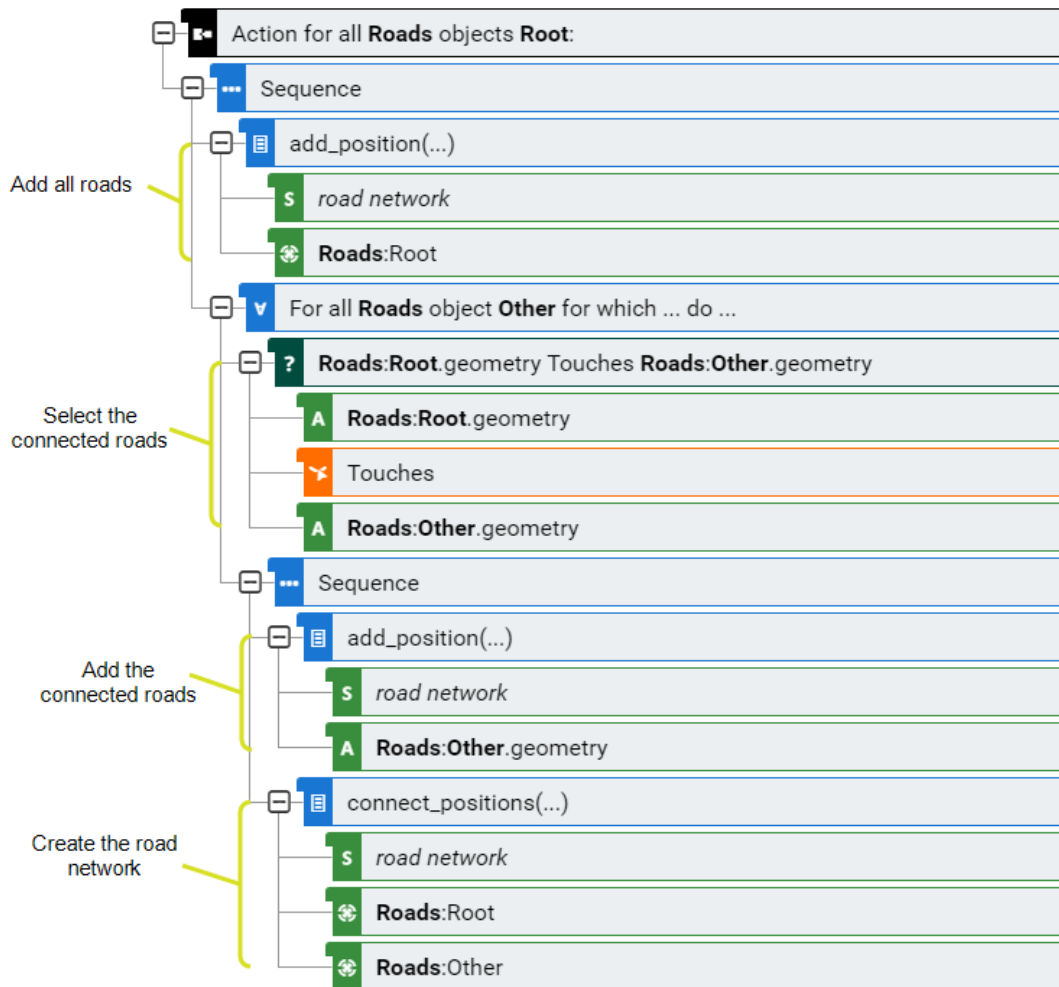 Action for all Roads objects Root:
Sequence
add_position(...)
Add all roads
S road network
Roads:Root
∀ For all Roads object Other for which ... do ...
? Roads:Root.geometry Touches Roads:Other.geometry
Select the
connected roads
A Roads:Root.geometry
Touches
A Roads:Other.geometry
Sequence
add_position(...)
Add the
connected roads
S road network
A Roads:Other.geometry
connect_positions(...)
Create the road
network
S road network
Roads:Root
Roads:Other